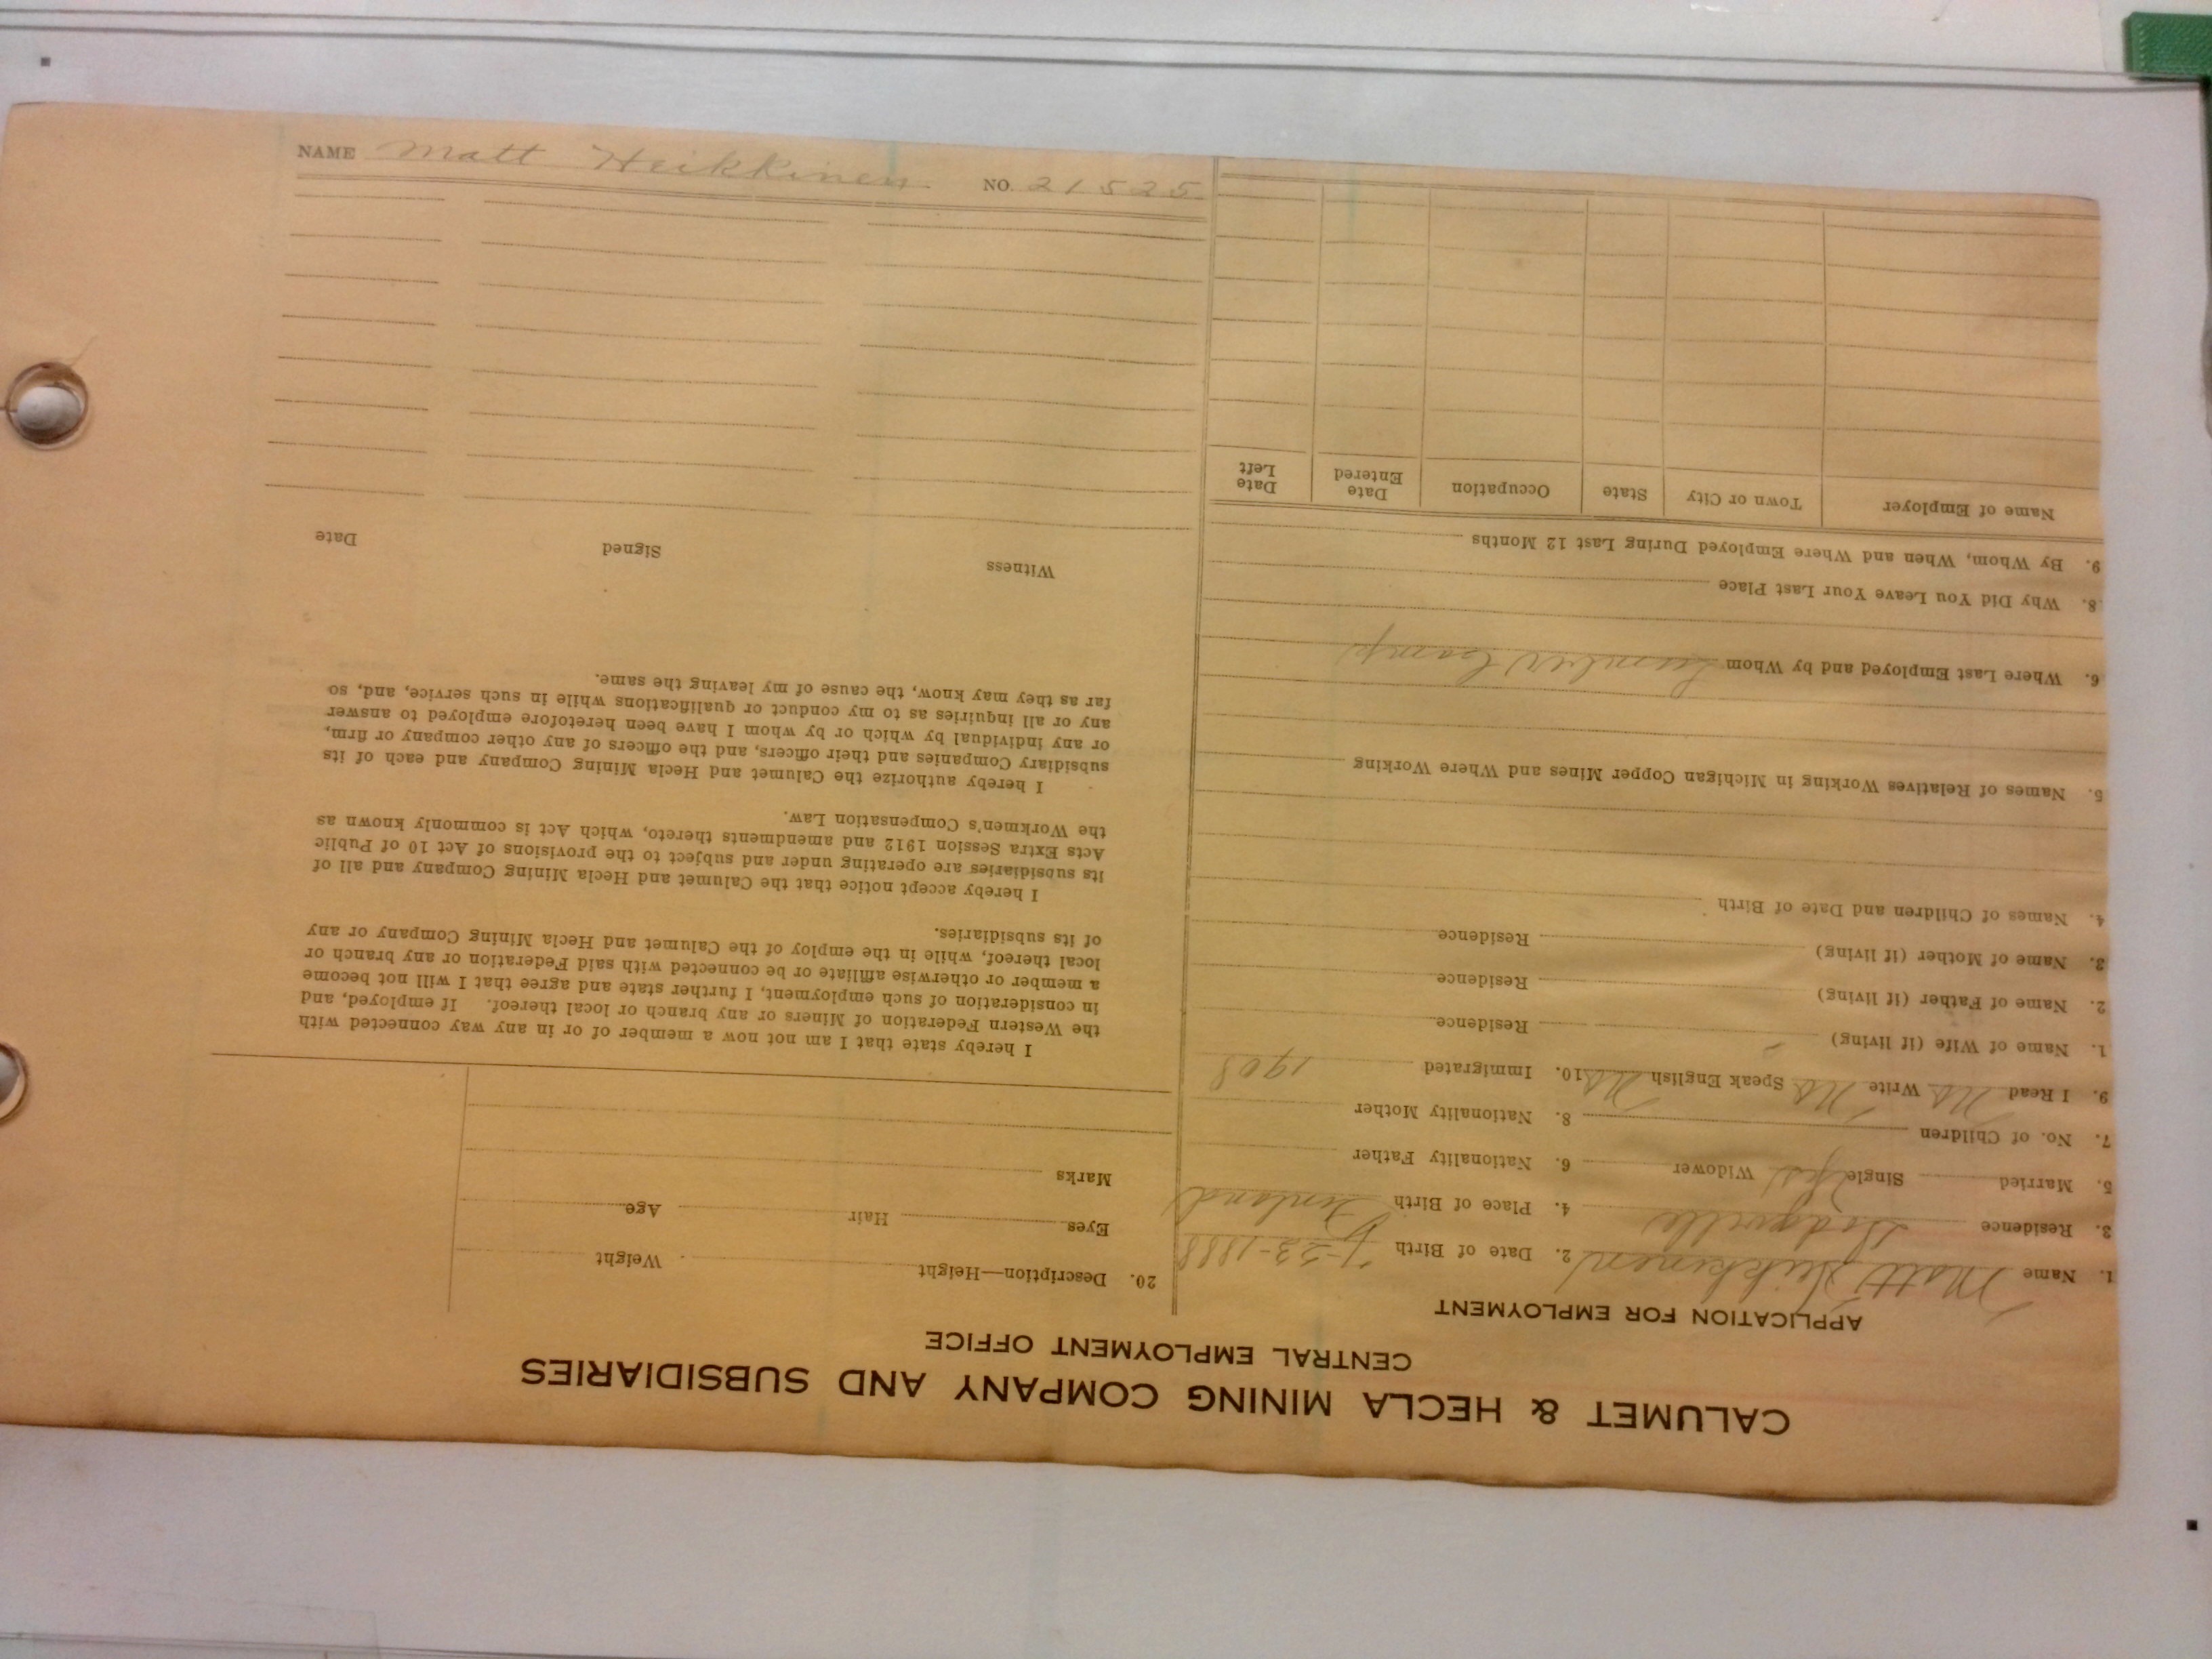 CALUMET & HECLA MINING COMPANY AND SUBSIDIARIES
CENTRAL EMPLOYMENT OFFICE
APPLICATION FOR EMPLOYMENT
1. Name Matt Heikkinen 2. Date of Birth -23-1888
3. Residence 4. Place of Birth Finland
5. Married Single Yes Widower 6. Nationality Father
7. No. of Children 8. Nationality Mother
9. I Read No Write No Speak English No 10. Immigrated 1908
1. Name of Wife (if living) Residence
2. Name of Father (if living) Residence
3. Name of Mother (if living) Residence
4. Names of Children and Date of Birth
5. Names of Relatives Working in Michigan Copper Mines and Where Working
6. Where Last Employed and by Whom Lumber Camp
8. Why Did You Leave Your Last Place
9. By Whom, When and Where Employed During Last 12 Months
Name of Employer Town or City State Occupation Date Entered Date Left
20. Description—Height Weight
Eyes Hair Age
Marks
I hereby state that I am not now a member of or in any way connected with
the Western Federation of Miners or any branch or local thereof. If employed, and
in consideration of such employment, I further state and agree that I will not become
a member or otherwise affiliate or be connected with said Federation or any branch or
local thereof, while in the employ of the Calumet and Hecla Mining Company or any
of its subsidiaries.
I hereby accept notice that the Calumet and Hecla Mining Company and all of
its subsidiaries are operating under and subject to the provisions of Act 10 of Public
Acts Extra Session 1912 and amendments thereto, which Act is commonly known as
the Workmen's Compensation Law.
I hereby authorize the Calumet and Hecla Mining Company and each of its
subsidiary Companies and their officers, and the officers of any other company or firm,
or any individual by which or by whom I have been heretofore employed to answer
any or all inquiries as to my conduct or qualifications while in such service, and, so
far as they may know, the cause of my leaving the same.
Witness Signed Date
NAME Matt Heikkinen NO. 21525